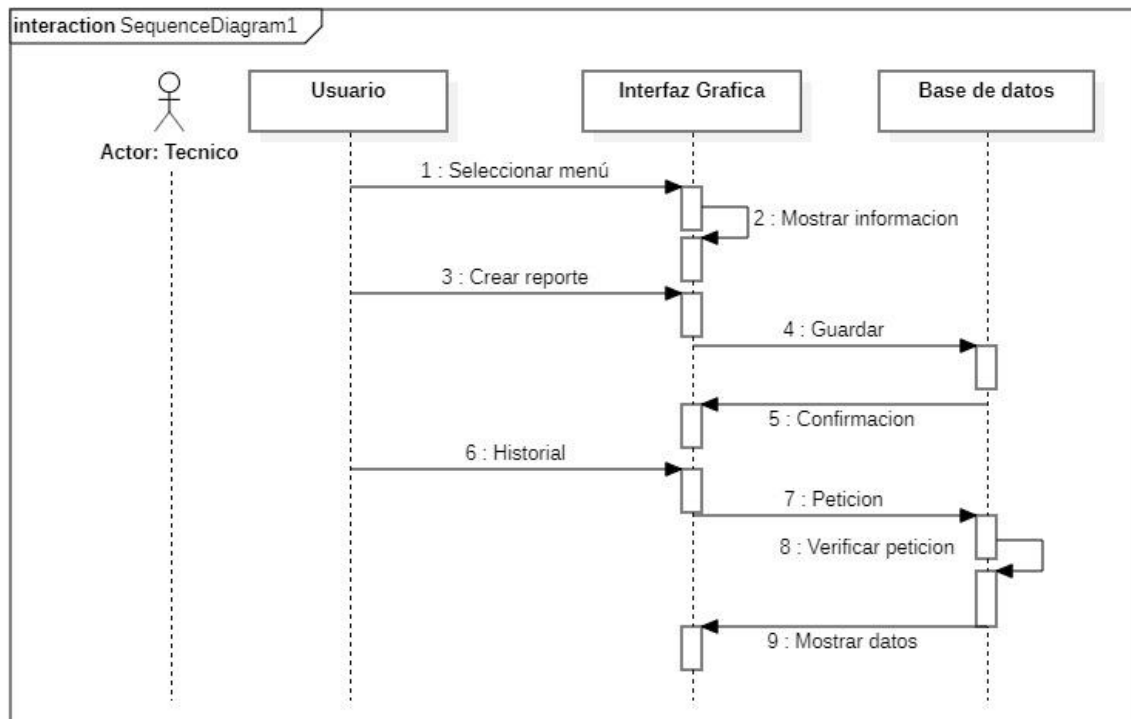 interaction SequenceDiagram1
Usuario
Interfaz Grafica
Base de datos
Actor: Tecnico
1 : Seleccionar menú
2 : Mostrar informacion
3 : Crear reporte
4 : Guardar
5 : Confirmacion
6 : Historial
7 : Peticion
8 : Verificar peticion
9 : Mostrar datos